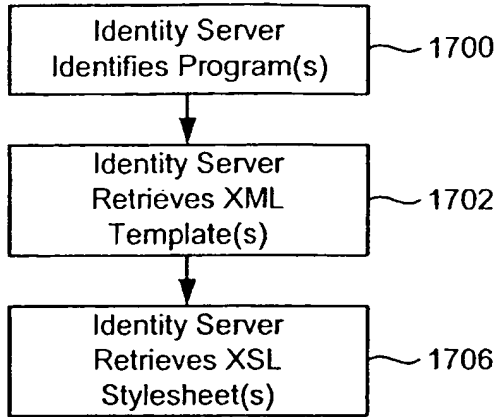 Identity Server
Identifies Program(s)
1700
Identity Server
Retrieves XML
Template(s)
1702
Identity Server
Retrieves XSL
Stylesheet(s)
1706